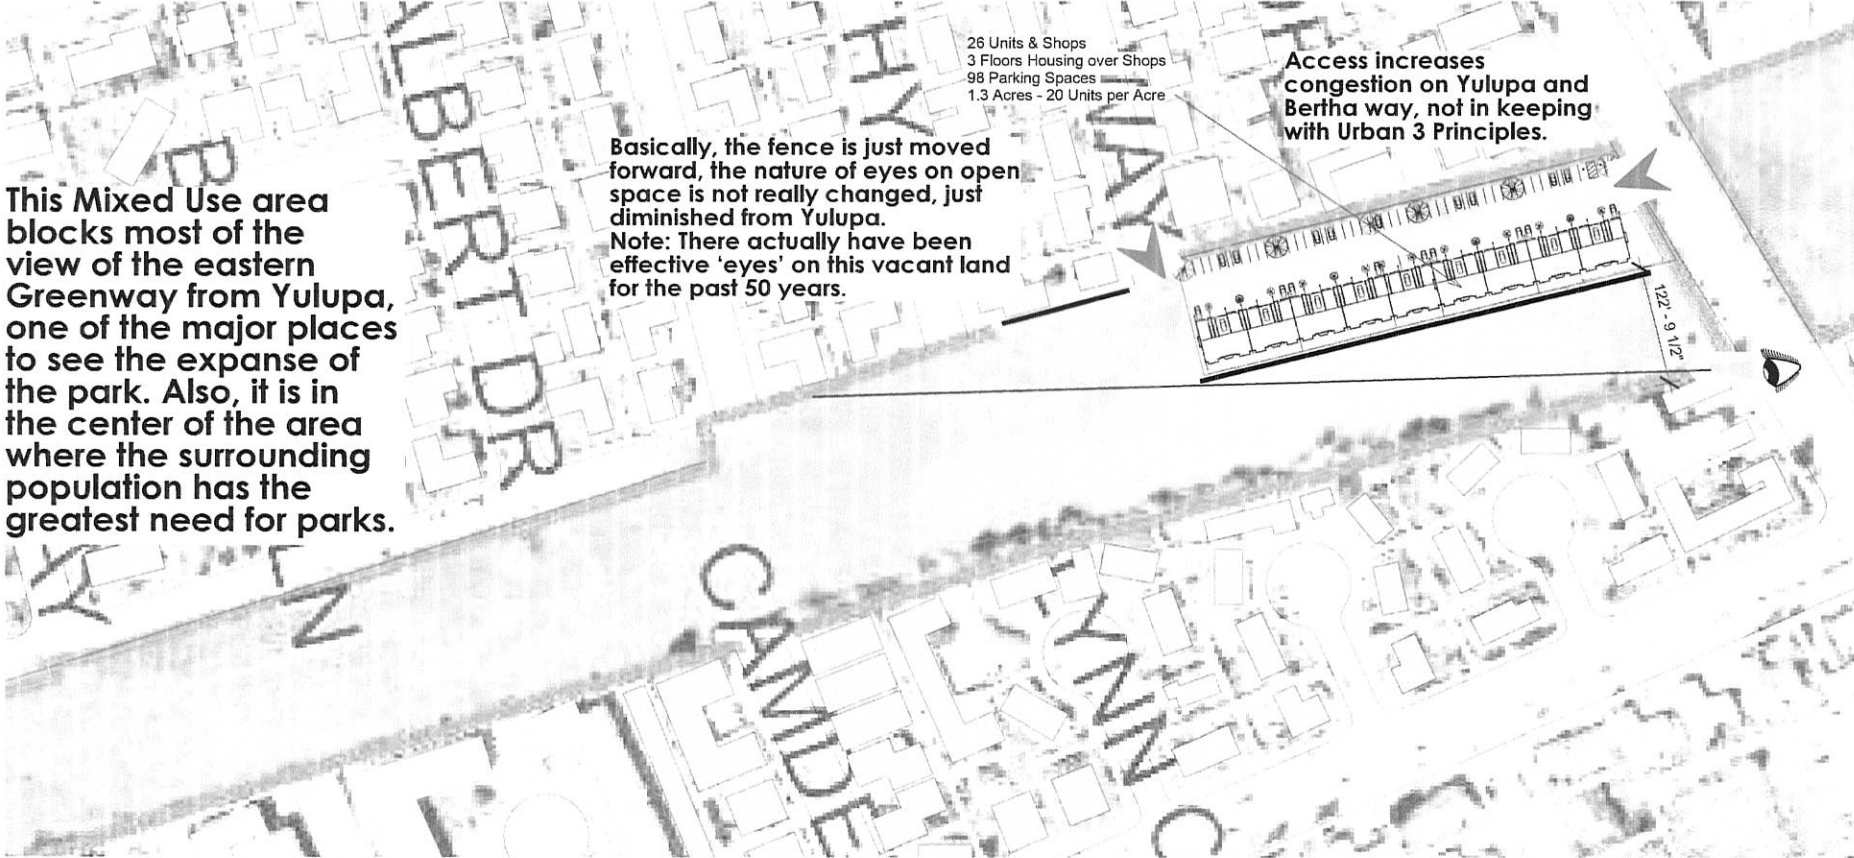 26 Units & Shops
3 Floors Housing over Shops
98 Parking Spaces
1.3 Acres - 20 Units per Acre
Access increases
congestion on Yulupa and
Bertha way, not in keeping
with Urban 3 Principles.
Basically, the fence is just moved
forward, the nature of eyes on open
space is not really changed, just
diminished from Yulupa.
Note: There actually have been
effective 'eyes' on this vacant land
for the past 50 years.
This Mixed Use area
blocks most of the
view of the eastern
Greenway from Yulupa,
one of the major places
to see the expanse of
the park. Also, it is in
the center of the area
where the surrounding
population has the
greatest need for parks.
ALBERT DR
B
HY
WAY
122' - 9 1/2"
AY
LN
CAMDE
LYNN C